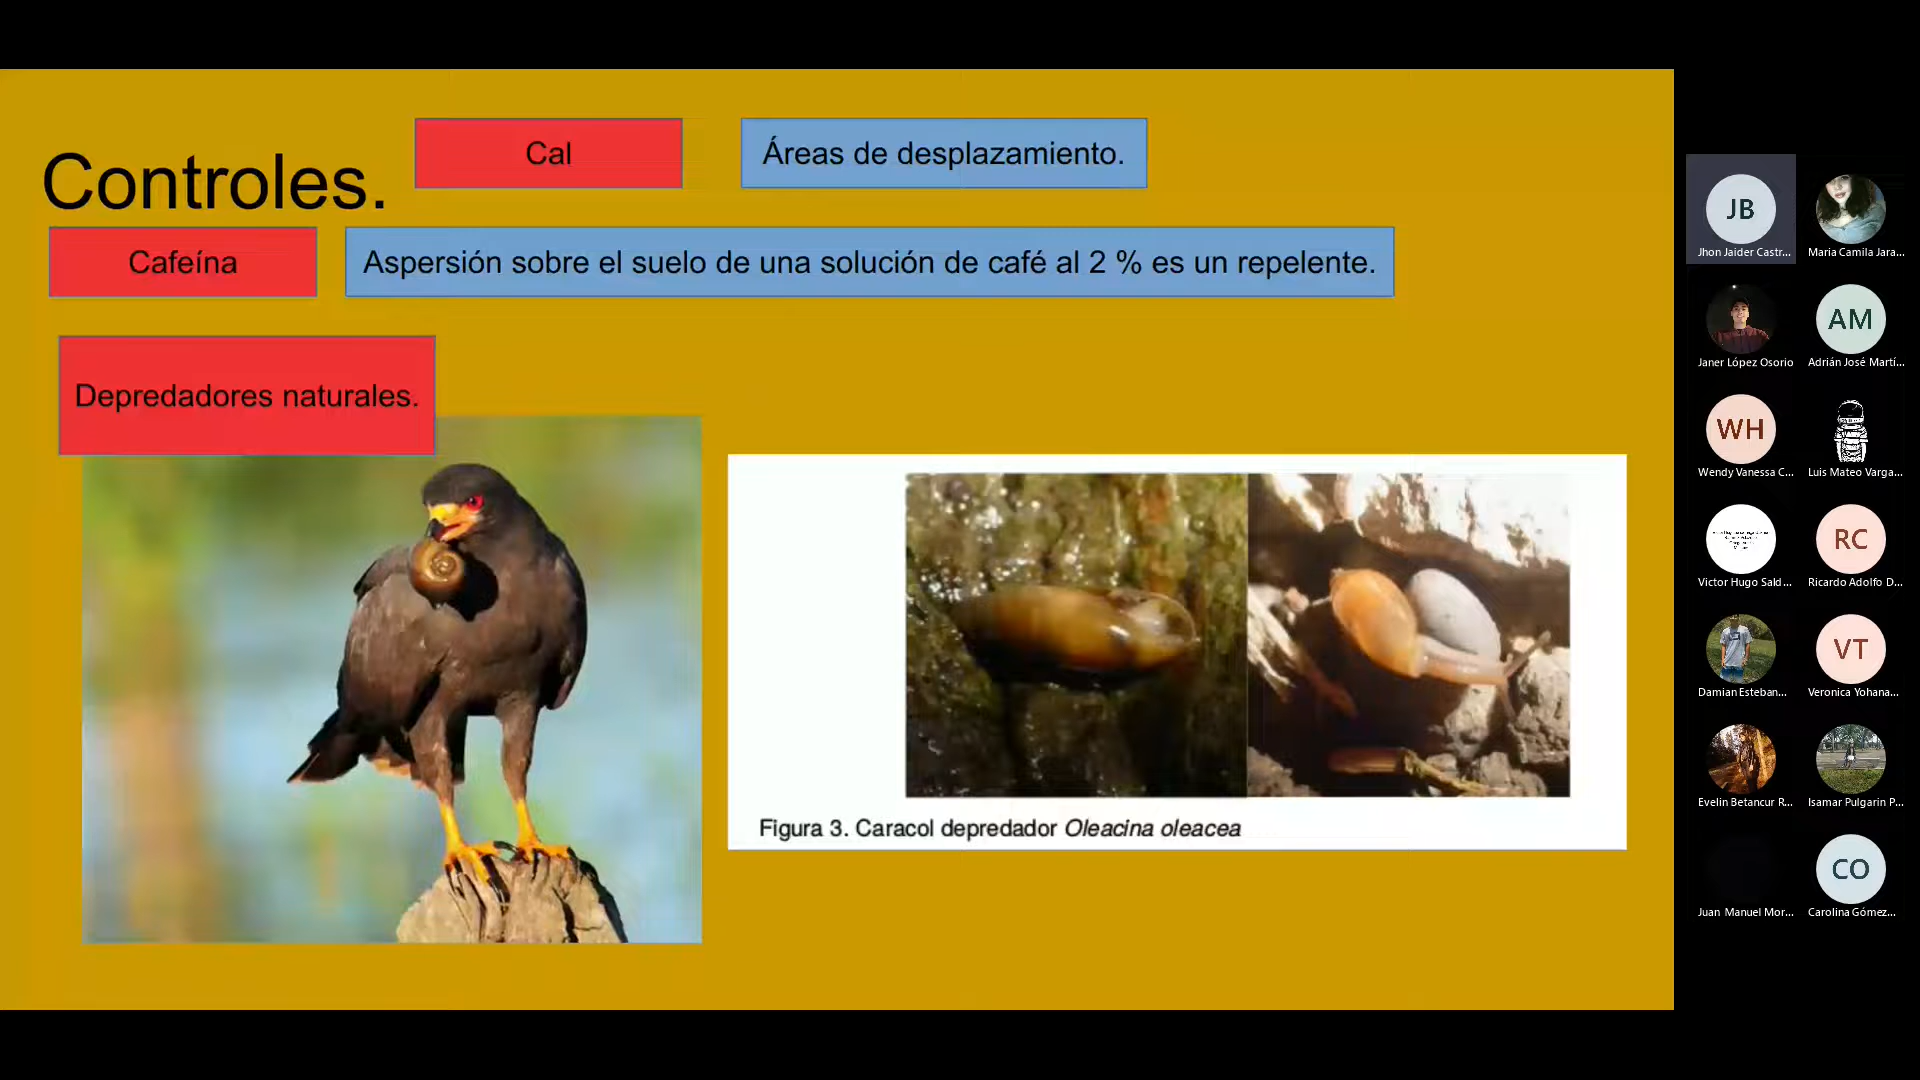 Controles.
Cal
Áreas de desplazamiento.
Cafeína
Aspersión sobre el suelo de una solución de café al 2 % es un repelente.
Depredadores naturales.
Figura 3. Caracol depredador Oleacina oleacea
JB
Jhon Jaider Castr...
Maria Camila Jara...
Janer López Osorio
AM
Adrián José Martí...
WH
Wendy Vanessa C...
Luis Mateo Varga...
Victor Hugo Sald...
RC
Ricardo Adolfo D...
Damian Esteban...
VT
Veronica Yohana...
Evelin Betancur R...
Isamar Pulgarin P...
Juan Manuel Mor...
CO
Carolina Gómez...